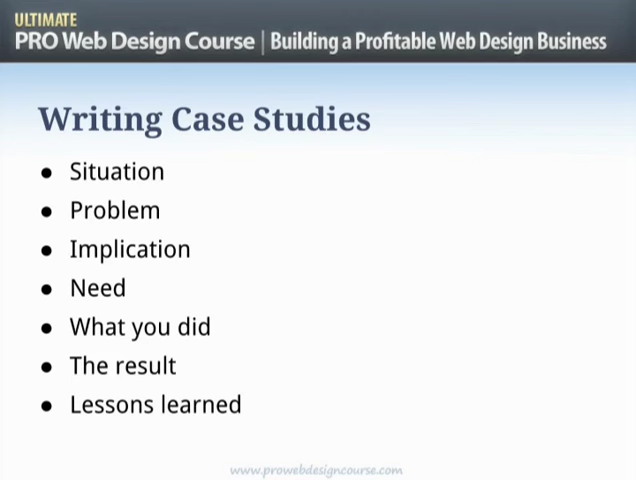 ULTIMATE
PRO Web Design Course | Building a Profitable Web Design Business
Writing Case Studies
● Situation
● Problem
● Implication
● Need
● What you did
● The result
● Lessons learned
www.prowebdesigncourse.com